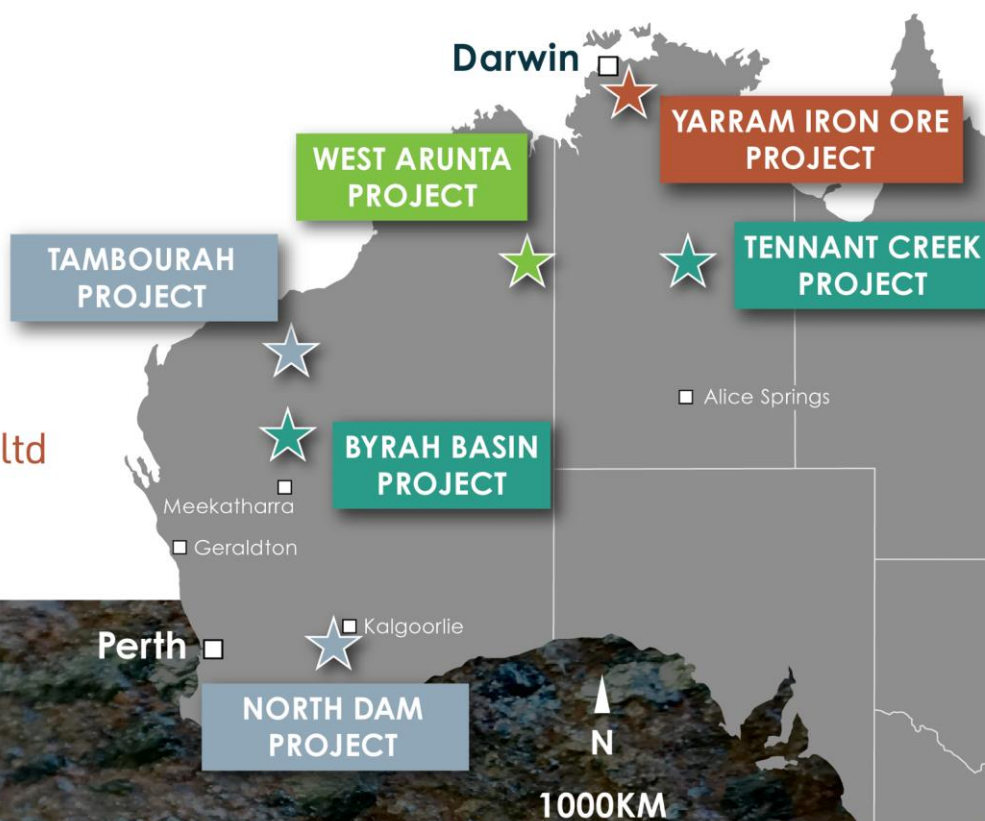 Darwin
YARRAM IRON ORE
PROJECT
WEST ARUNTA
PROJECT
TAMBOURAH
PROJECT
TENNANT CREEK
PROJECT
Alice Springs
ltd
BYRAH BASIN
PROJECT
Meekatharra
Geraldton
Kalgoorlie
Perth
NORTH DAM
PROJECT
N
1000KM